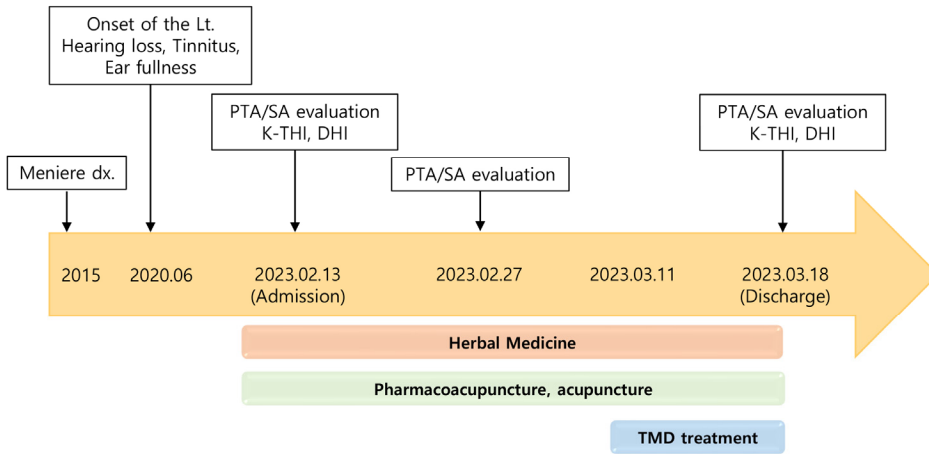 Onset of the Lt.
Hearing loss, Tinnitus,
Ear fullness
PTA/SA evaluation
K-THI, DHI
PTA/SA evaluation
K-THI, DHI
Meniere dx.
PTA/SA evaluation
2015
2020.06
2023.02.13
(Admission)
2023.02.27
2023.03.11
2023.03.18
(Discharge)
Herbal Medicine
Pharmacoacupuncture, acupuncture
TMD treatment